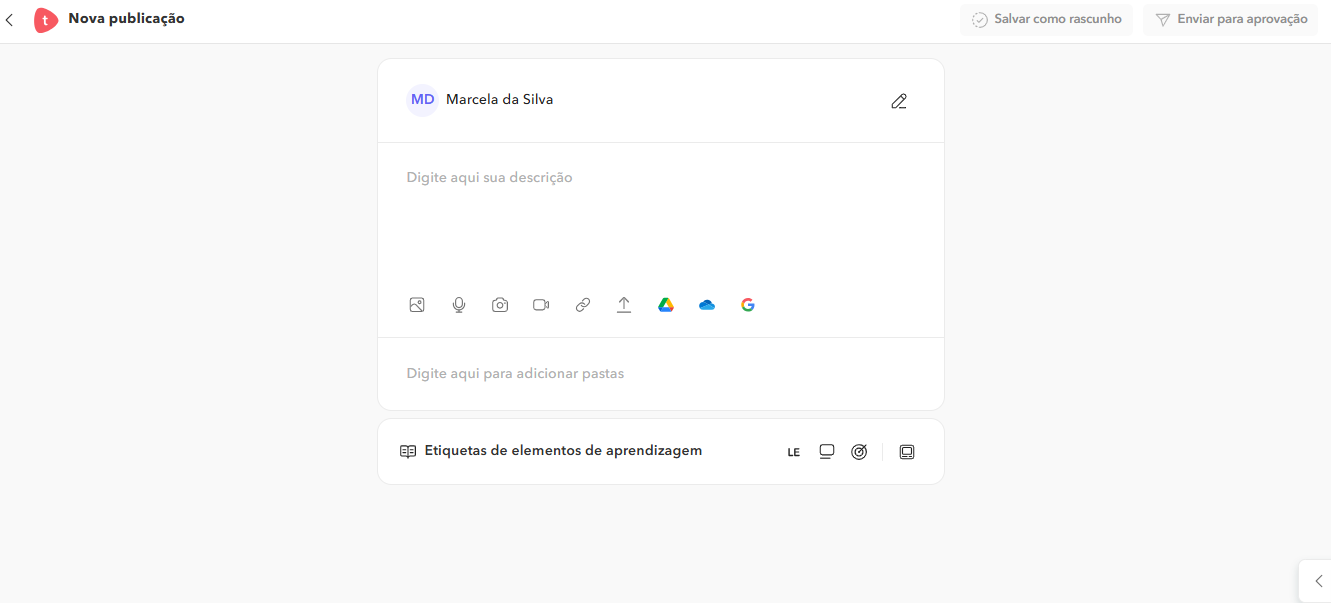 t Nova publicação
Salvar como rascunho
Enviar para aprovação
MD Marcela da Silva
Digite aqui sua descrição
Digite aqui para adicionar pastas
Etiquetas de elementos de aprendizagem
LE